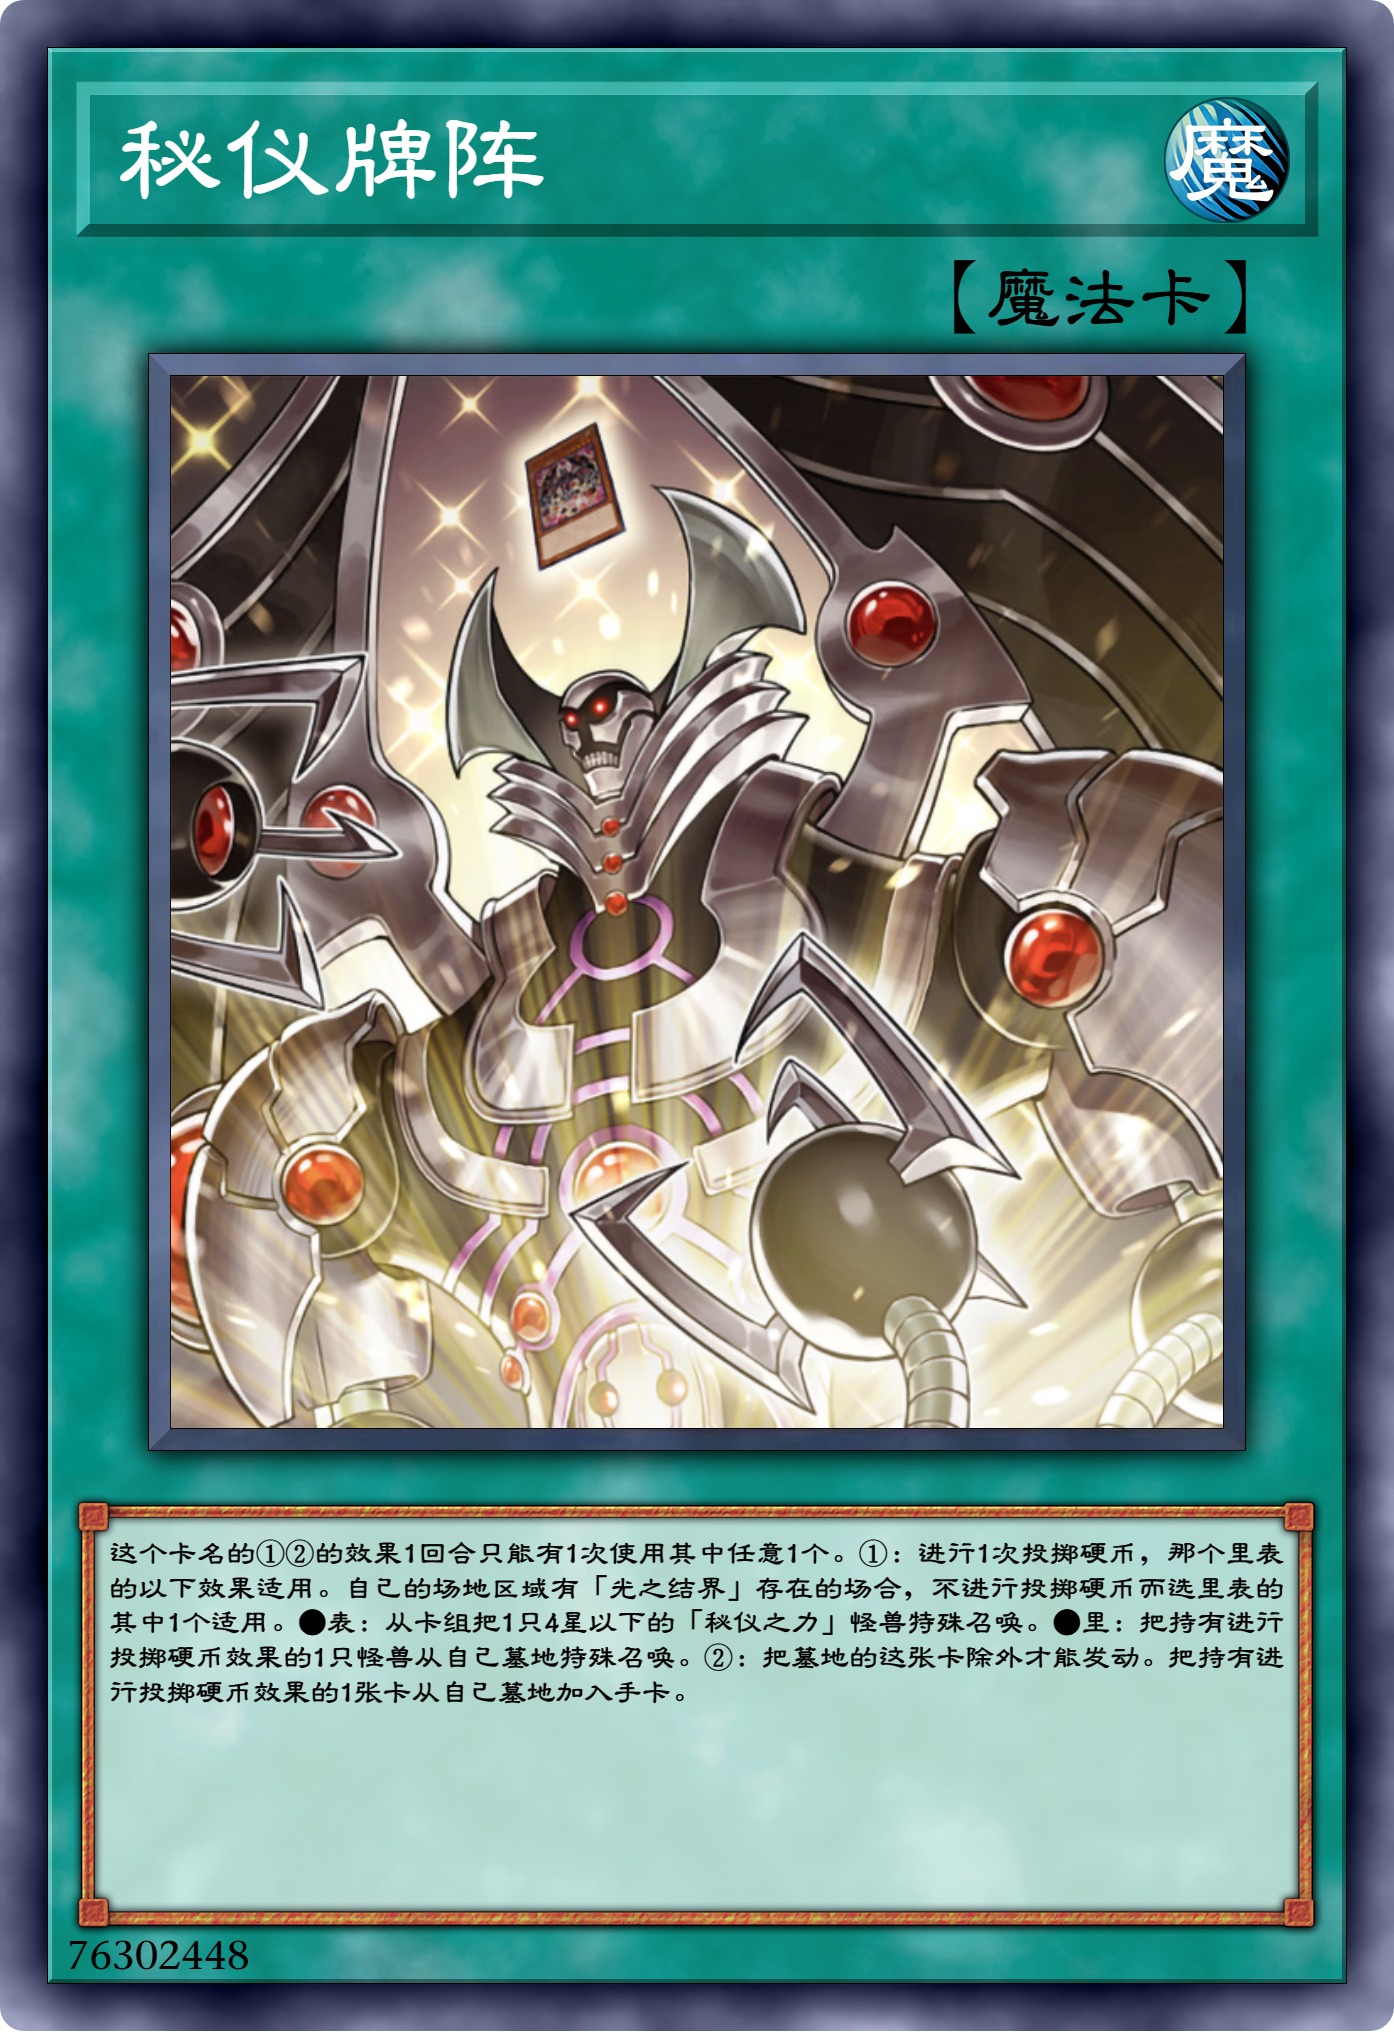 秘仪牌阵
魔
【魔法卡】
这个卡名的①②的效果1回合只能有1次使用其中任意1个。①：进行1次投掷硬币，那个里表
的以下效果适用。自己的场地区域有「光之结界」存在的场合，不进行投掷硬币而选里表的
其中1个适用。●表：从卡组把1只4星以下的「秘仪之力」怪兽特殊召唤。●里：把持有进行
投掷硬币效果的1只怪兽从自己墓地特殊召唤。②：把墓地的这张卡除外才能发动。把持有进
行投掷硬币效果的1张卡从自己墓地加入手卡。
76302448